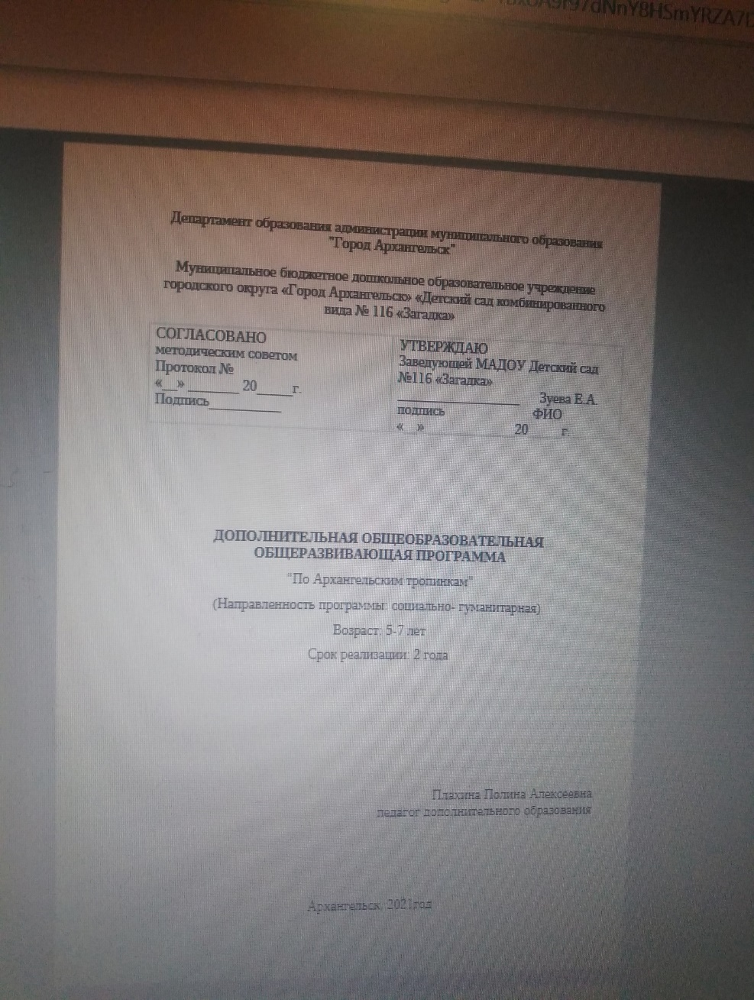 Департамент образования администрации муниципального образования
"Город Архангельск"
Муниципальное бюджетное дошкольное образовательное учреждение
городского округа «Город Архангельск» «Детский сад комбинированного
вида № 116 «Загадка»
СОГЛАСОВАНО
методическим советом
Протокол №
«__» _______ 20_____г.
Подпись__________
УТВЕРЖДАЮ
Заведующей МАДОУ Детский сад
№116 «Загадка»
_________________ Зуева Е.А.
подпись ФИО
«__»____________ 20_____г.
ДОПОЛНИТЕЛЬНАЯ ОБЩЕОБРАЗОВАТЕЛЬНАЯ
ОБЩЕРАЗВИВАЮЩАЯ ПРОГРАММА
"По Архангельским тропинкам"
(Направленность программы: социально- гуманитарная)
Возраст: 5-7 лет
Срок реализации: 2 года
Плахина Полина Алексеевна
педагог дополнительного образования
Архангельск, 2021год